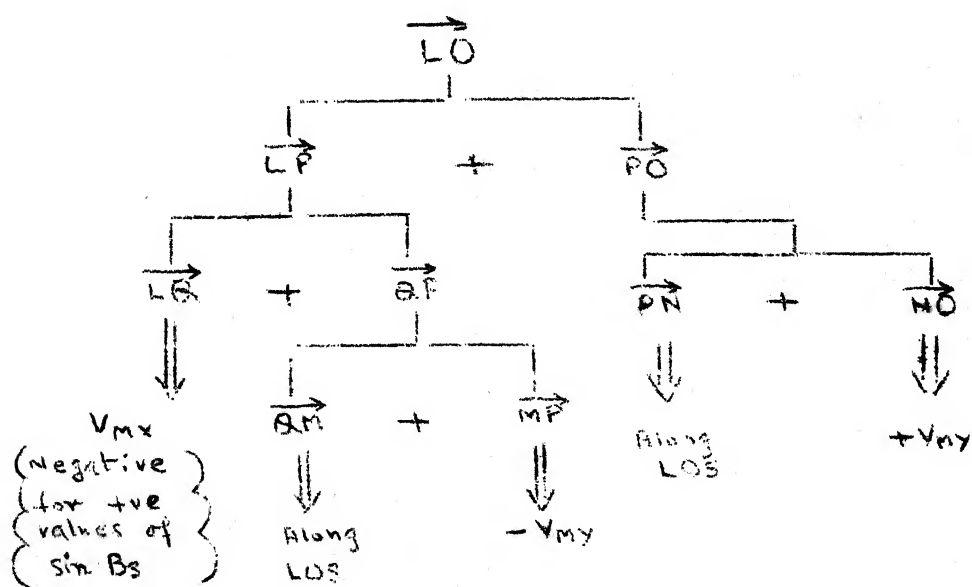 LO
LP + PO
LQ + QP PN + NO
QM + MP
VMX
(Negative
for +ve
values of
sin Bs)
Along
LOS
-VMY
Along
LOS
+VMY